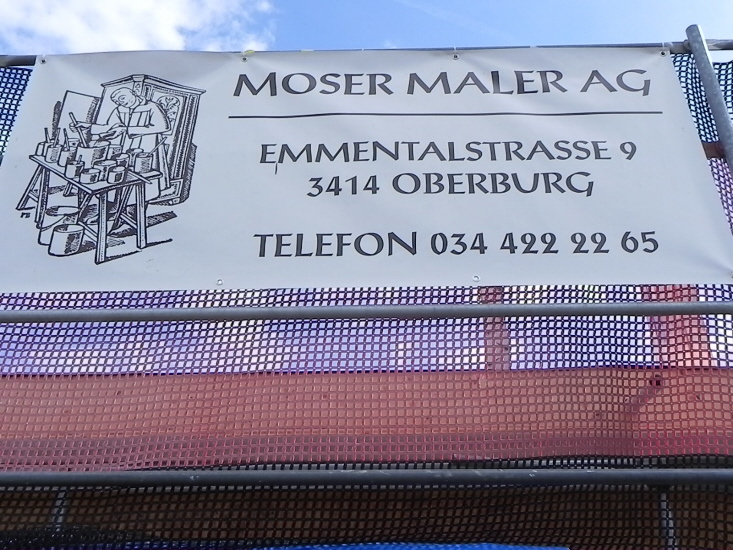 MOSER MALER AG
EMMENTALSTRASSE 9
3414 OBERBURG
TELEFON 034 422 22 65